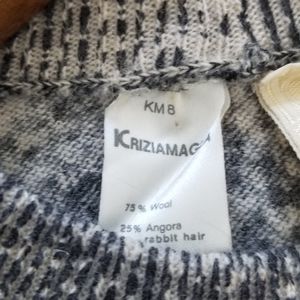 KM 8
KRIZIAMAGLIA
75% Wool
25% Angora
rabbit hair